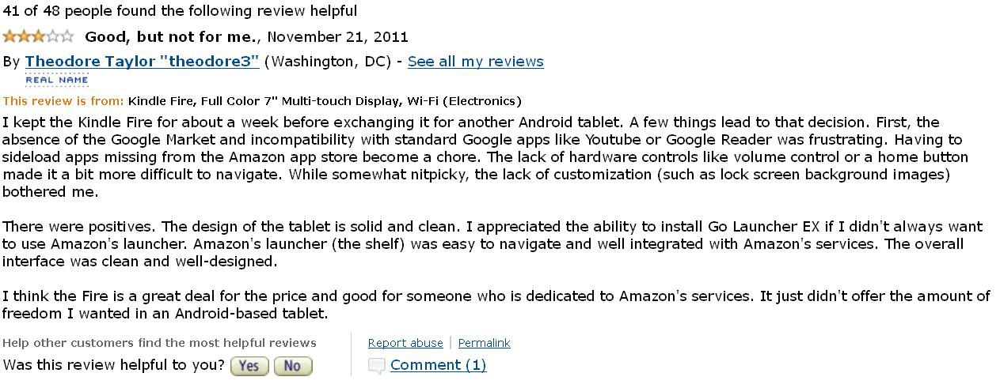 41 of 48 people found the following review helpful
Good, but not for me., November 21, 2011
By Theodore Taylor "theodore3" (Washington, DC) - See all my reviews
REAL NAME
This review is from: Kindle Fire, Full Color 7" Multi-touch Display, Wi-Fi (Electronics)
I kept the Kindle Fire for about a week before exchanging it for another Android tablet. A few things lead to that decision. First, the
absence of the Google Market and incompatibility with standard Google apps like Youtube or Google Reader was frustrating. Having to
sideload apps missing from the Amazon app store become a chore. The lack of hardware controls like volume control or a home button
made it a bit more difficult to navigate. While somewhat nitpicky, the lack of customization (such as lock screen background images)
bothered me.
There were positives. The design of the tablet is solid and clean. I appreciated the ability to install Go Launcher EX if I didn't always want
to use Amazon's launcher. Amazon's launcher (the shelf) was easy to navigate and well integrated with Amazon's services. The overall
interface was clean and well-designed.
I think the Fire is a great deal for the price and good for someone who is dedicated to Amazon's services. It just didn't offer the amount of
freedom I wanted in an Android-based tablet.
Help other customers find the most helpful reviews
Report abuse | Permalink
Was this review helpful to you? Yes No
Comment (1)